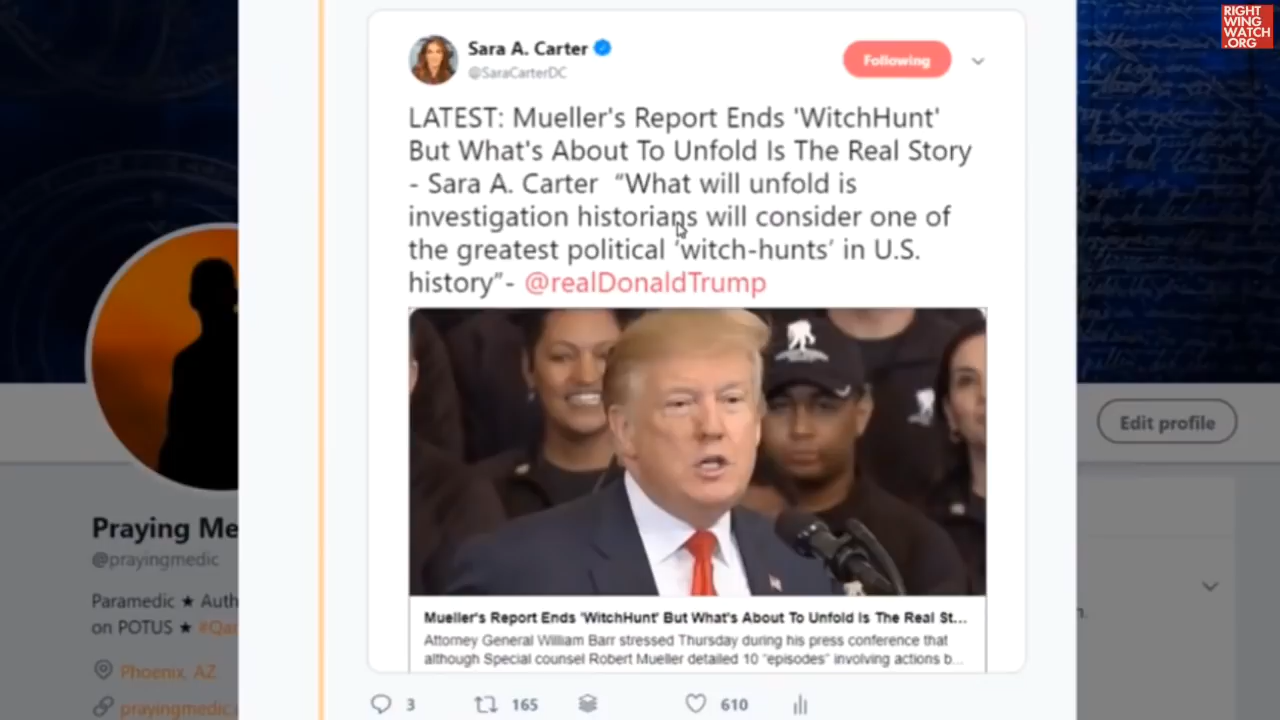 RIGHT
WING
WATCH
.ORG
Sara A. Carter
@SaraCarterDC
Following
LATEST: Mueller's Report Ends 'WitchHunt'
But What's About To Unfold Is The Real Story
- Sara A. Carter “What will unfold is
investigation historians will consider one of
the greatest political ‘witch-hunts’ in U.S.
history”- @realDonaldTrump
Mueller's Report Ends 'WitchHunt' But What's About To Unfold Is The Real St...
Attorney General William Barr stressed Thursday during his press conference that
although Special counsel Robert Mueller detailed 10 "episodes" involving actions b...
3 165 610
Edit profile
Praying Me
@prayingmedic
Paramedic ★ Auth
on POTUS ★ #Qan
Phoenix, AZ
prayingmedic